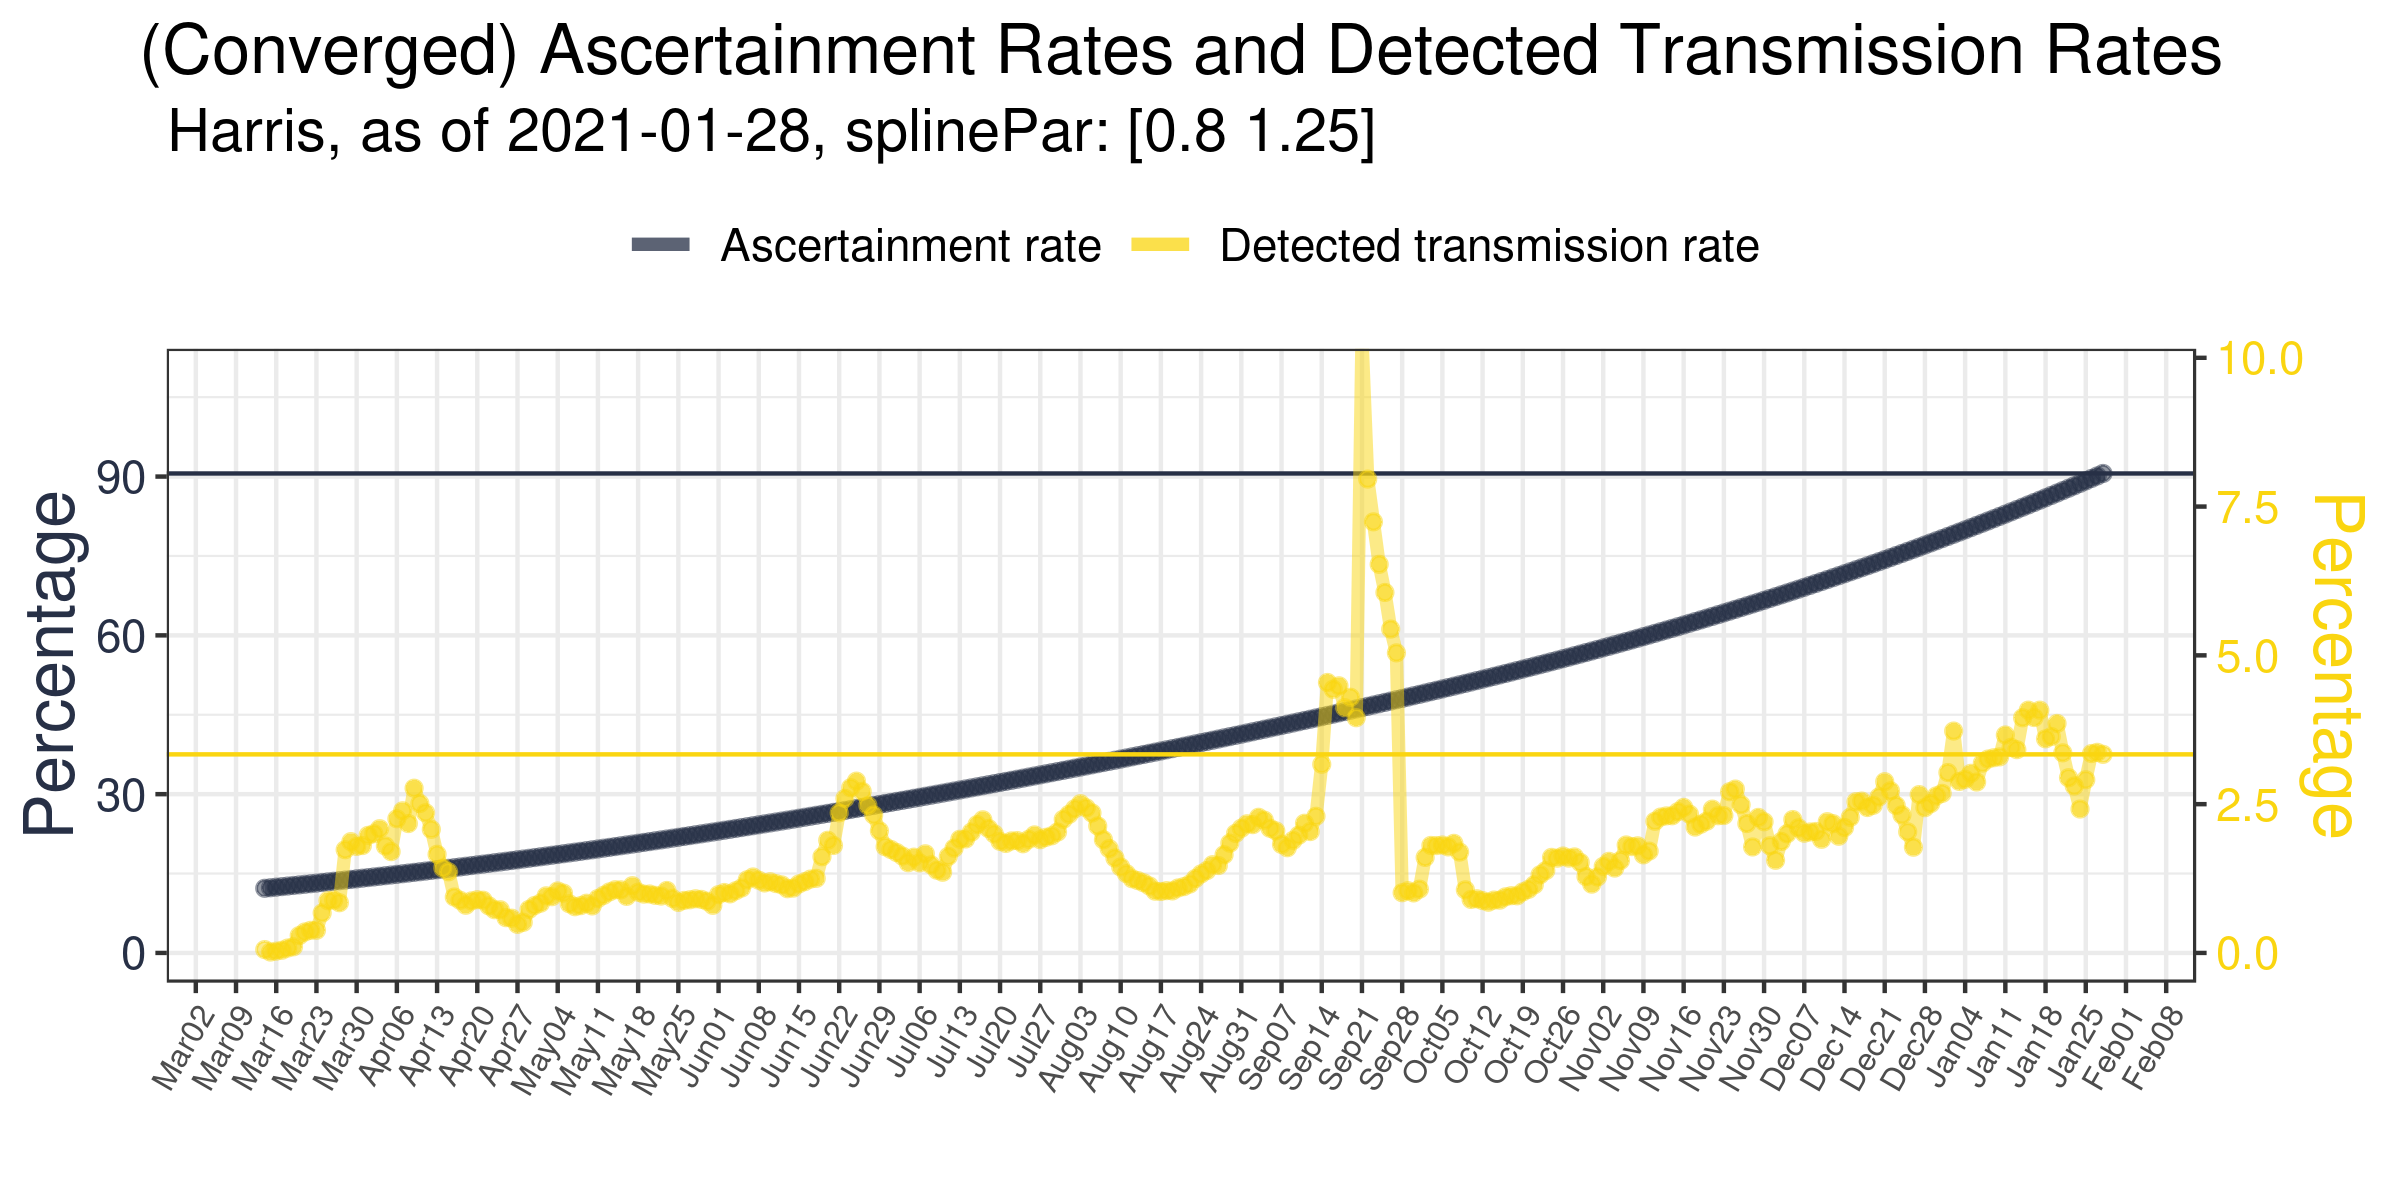 (Converged) Ascertainment Rates and Detected Transmission Rates
Harris, as of 2021-01-28, splinePar: [0.8 1.25]
Ascertainment rate
Detected transmission rate
Percentage
90
60
30
0
10.0
7.5
5.0
2.5
0.0
Percentage
Mar02
Mar09
Mar16
Mar23
Mar30
Apr06
Apr13
Apr20
Apr27
May04
May11
May18
May25
Jun01
Jun08
Jun15
Jun22
Jun29
Jul06
Jul13
Jul20
Jul27
Aug03
Aug10
Aug17
Aug24
Aug31
Sep07
Sep14
Sep21
Sep28
Oct05
Oct12
Oct19
Oct26
Nov02
Nov09
Nov16
Nov23
Nov30
Dec07
Dec14
Dec21
Dec28
Jan04
Jan11
Jan18
Jan25
Feb01
Feb08